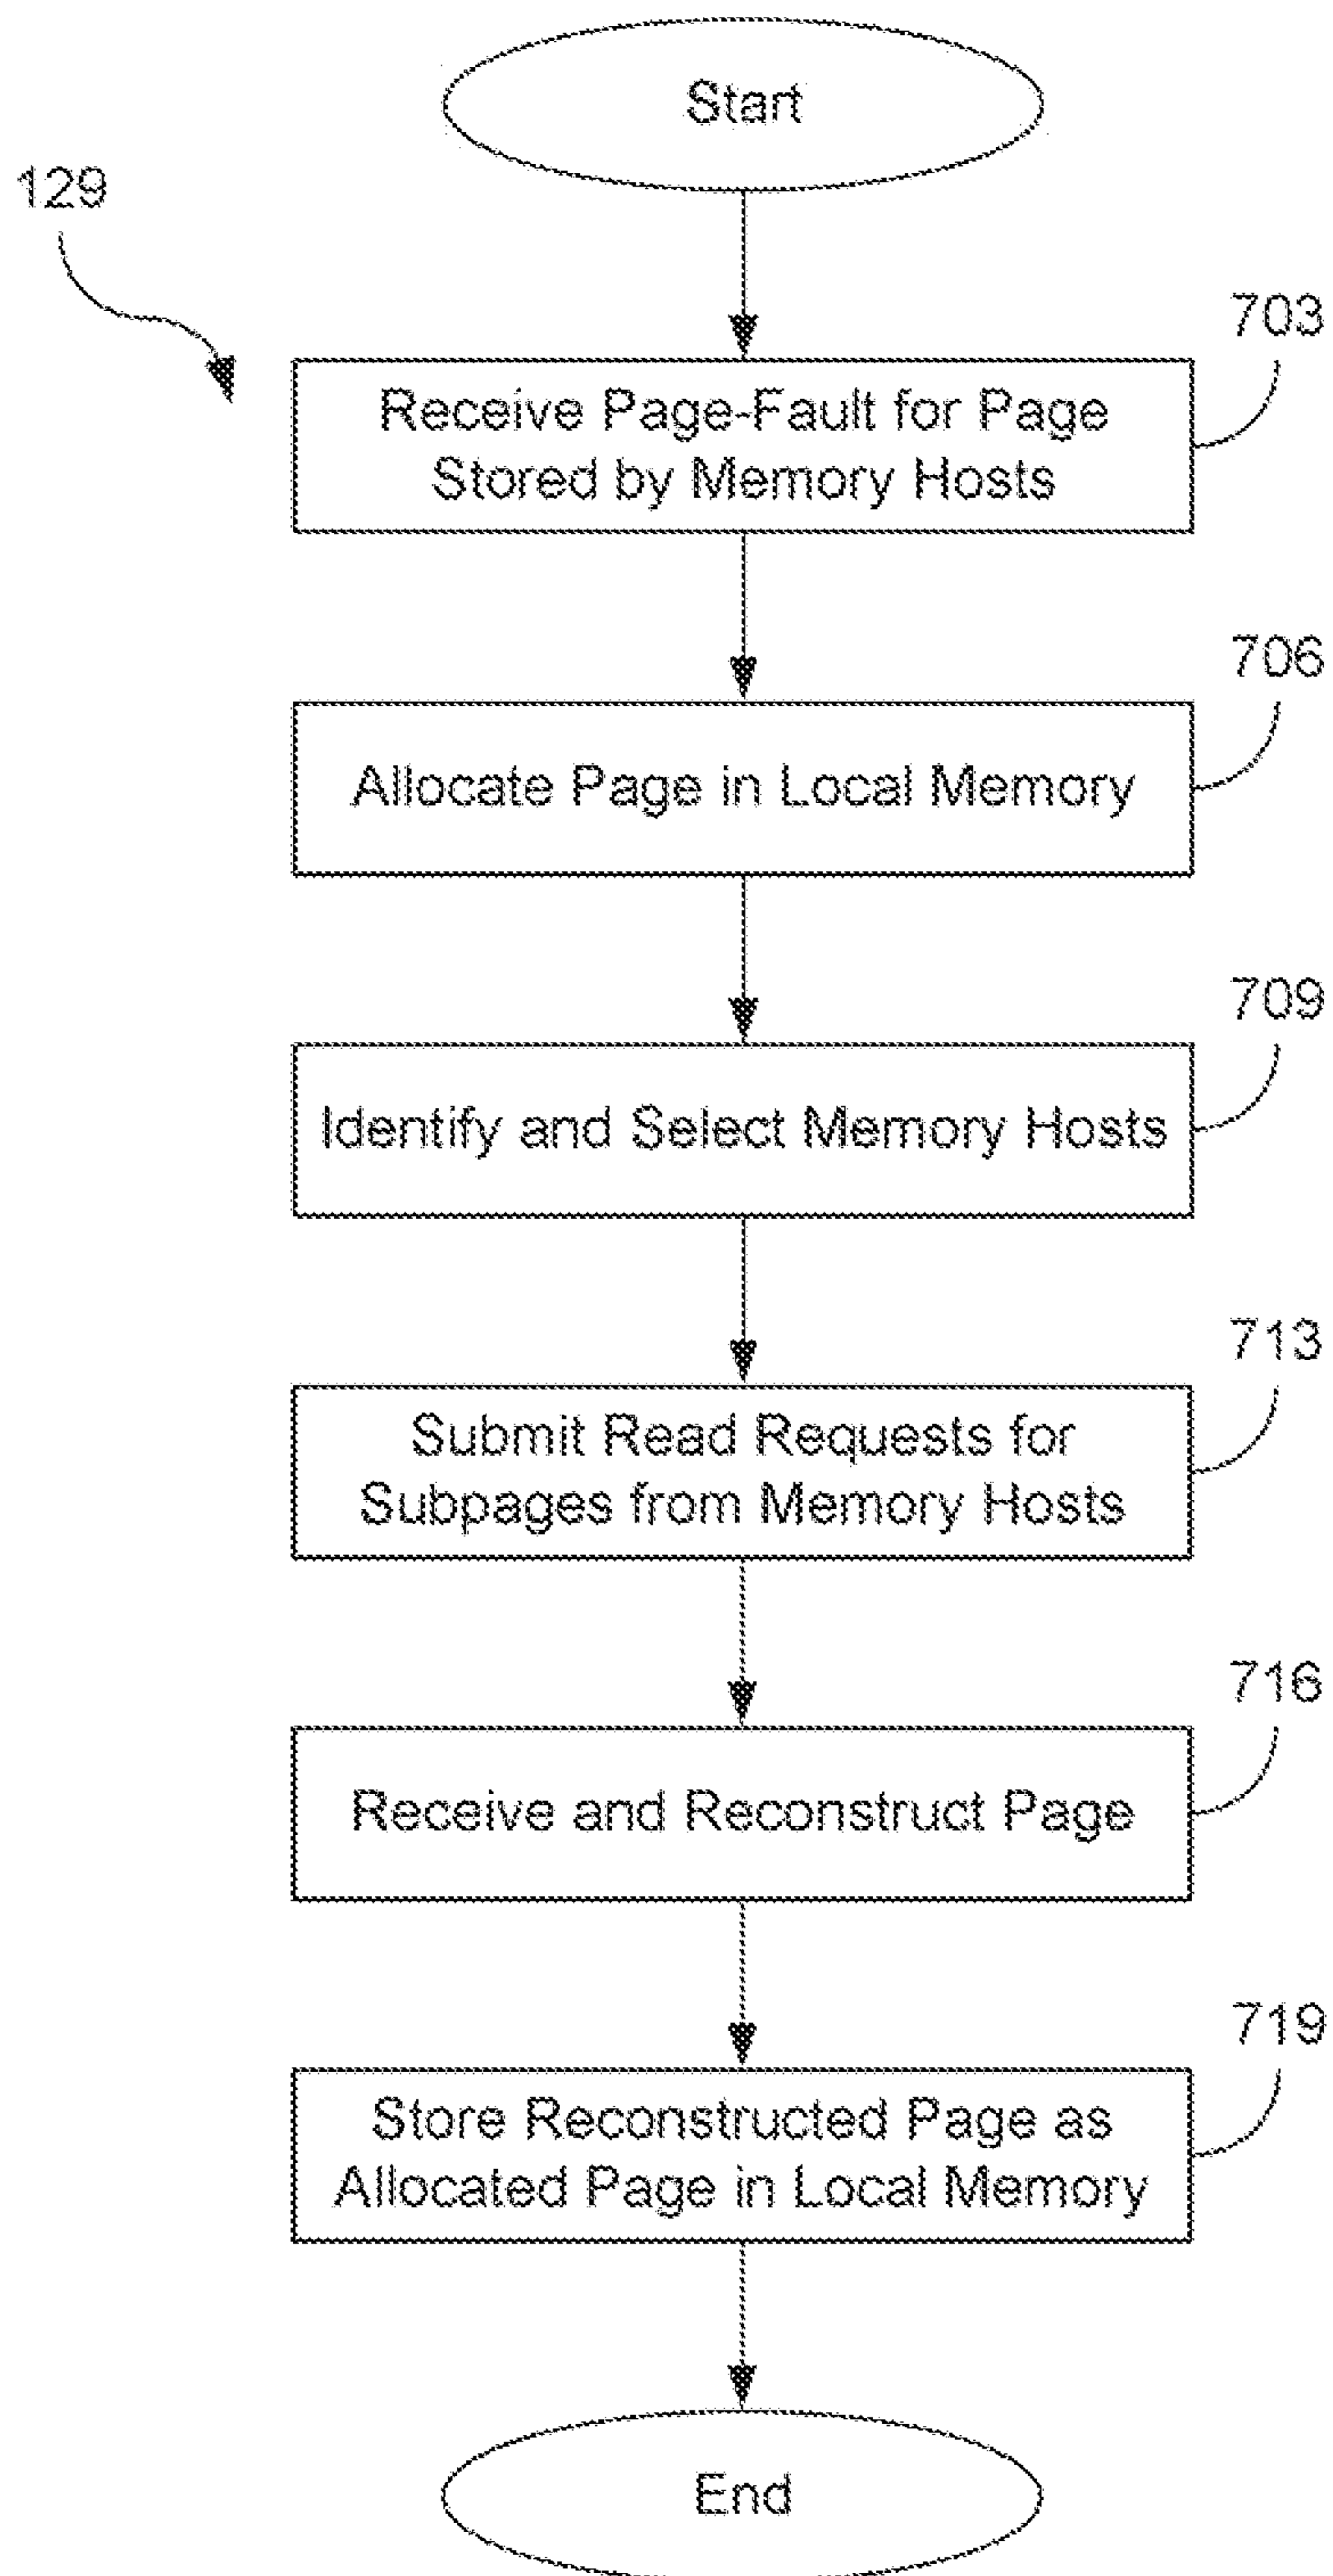 Start
129
703
Receive Page-Fault for Page
Stored by Memory Hosts
706
Allocate Page in Local Memory
709
Identify and Select Memory Hosts
713
Submit Read Requests for
Subpages from Memory Hosts
716
Receive and Reconstruct Page
719
Store Reconstructed Page as
Allocated Page in Local Memory
End